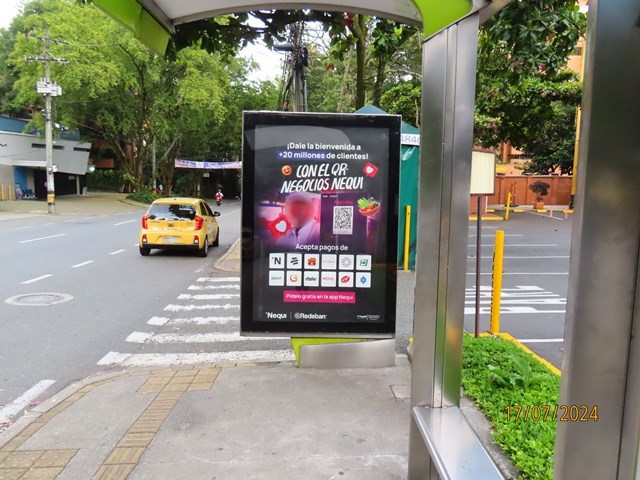 ¡Dale la bienvenida a
+20 millones de clientes!
CON EL QR
NEGOCIOS NEQUI
Acepta pagos de
Pídelo gratis en la app Nequi
Nequi Redeban
17/07/2024